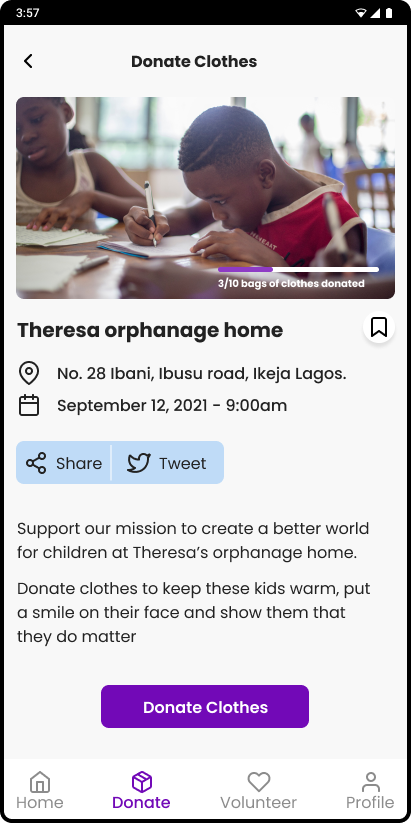 3:57
Donate Clothes
3/10 bags of clothes donated
Theresa orphanage home
No. 28 Ibani, Ibusu road, Ikeja Lagos.
September 12, 2021 - 9:00am
Share Tweet
Support our mission to create a better world
for children at Theresa’s orphanage home.
Donate clothes to keep these kids warm, put
a smile on their face and show them that
they do matter
Donate Clothes
Home Donate Volunteer Profile